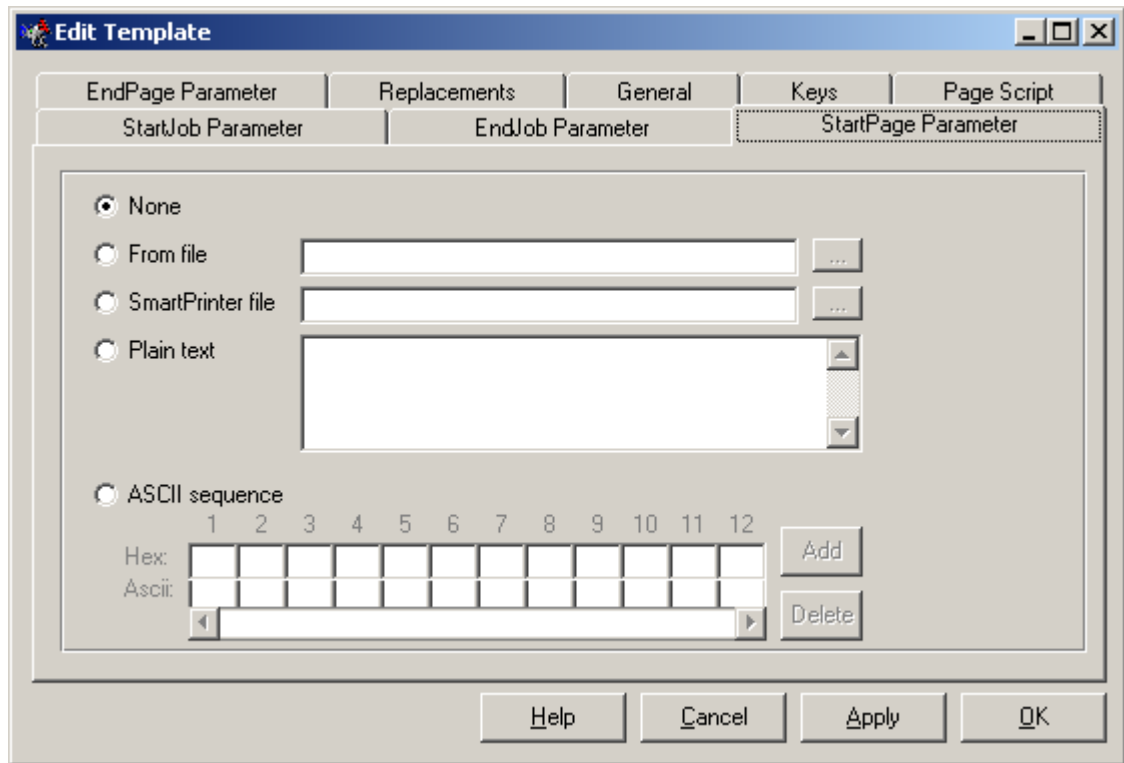 Edit Template
EndPage Parameter Replacements General Keys Page Script
StartJob Parameter EndJob Parameter StartPage Parameter
None
From file ...
SmartPrinter file ...
Plain text
ASCII sequence
1 2 3 4 5 6 7 8 9 10 11 12
Hex: Add
Ascii:
Delete
Help Cancel Apply OK